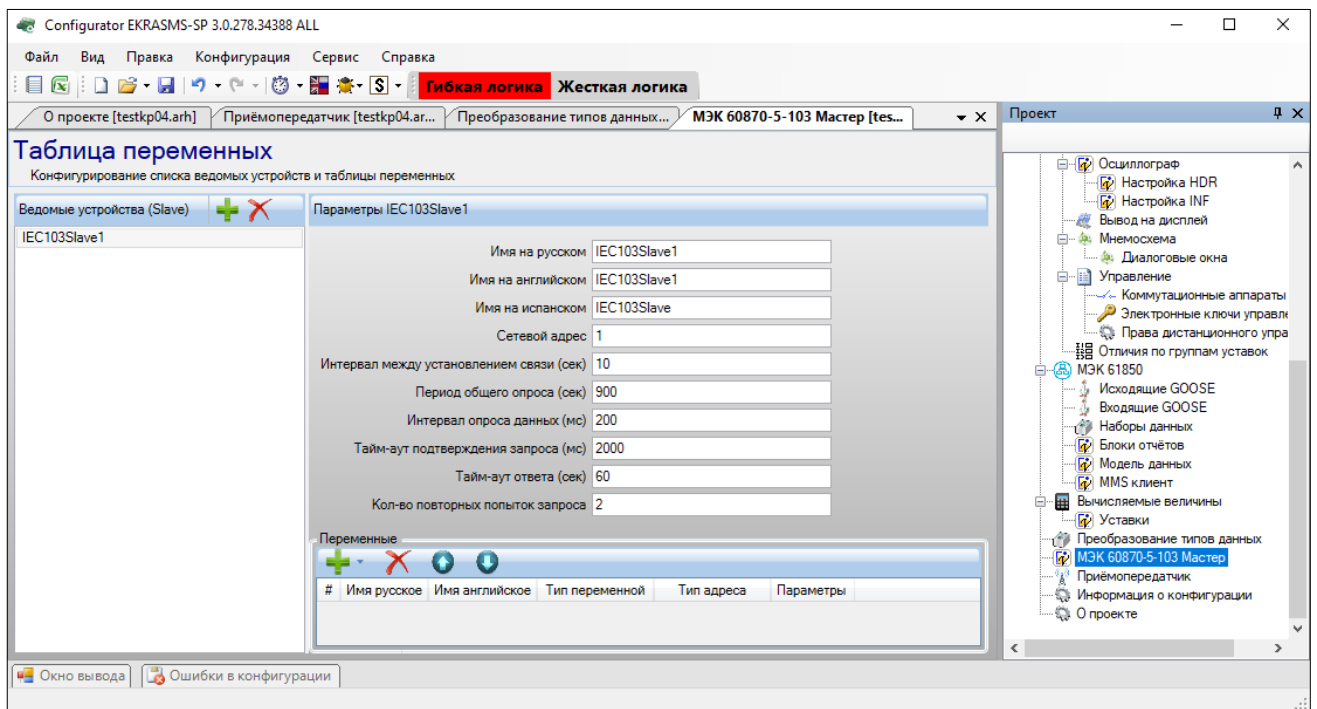 Configurator EKRASMS-SP 3.0.278.34388 ALL
Файл Вид Правка Конфигурация Сервис Справка
S Гибкая логика Жесткая логика
О проекте [testkp04.arh] Приёмопередатчик [testkp04.ar... Преобразование типов данных... МЭК 60870-5-103 Мастер [tes...
Таблица переменных
Конфигурирование списка ведомых устройств и таблицы переменных
Ведомые устройства (Slave)
IEC103Slave1
Параметры IEC103Slave1
Имя на русском IEC103Slave1
Имя на английском IEC103Slave1
Имя на испанском IEC103Slave
Сетевой адрес 1
Интервал между установлением связи (сек) 10
Период общего опроса (сек) 900
Интервал опроса данных (мс) 200
Тайм-аут подтверждения запроса (мс) 2000
Тайм-аут ответа (сек) 60
Кол-во повторных попыток запроса 2
Переменные
# Имя русское Имя английское Тип переменной Тип адреса Параметры
Проект
Осциллограф
Настройка HDR
Настройка INF
Вывод на дисплей
Мнемосхема
Диалоговые окна
Управление
Коммутационные аппараты
Электронные ключи управле
Права дистанционного упра
Отличия по группам уставок
МЭК 61850
Исходящие GOOSE
Входящие GOOSE
Наборы данных
Блоки отчётов
Модель данных
MMS клиент
Вычисляемые величины
Уставки
Преобразование типов данных
МЭК 60870-5-103 Мастер
Приёмопередатчик
Информация о конфигурации
О проекте
Окно вывода Ошибки в конфигурации